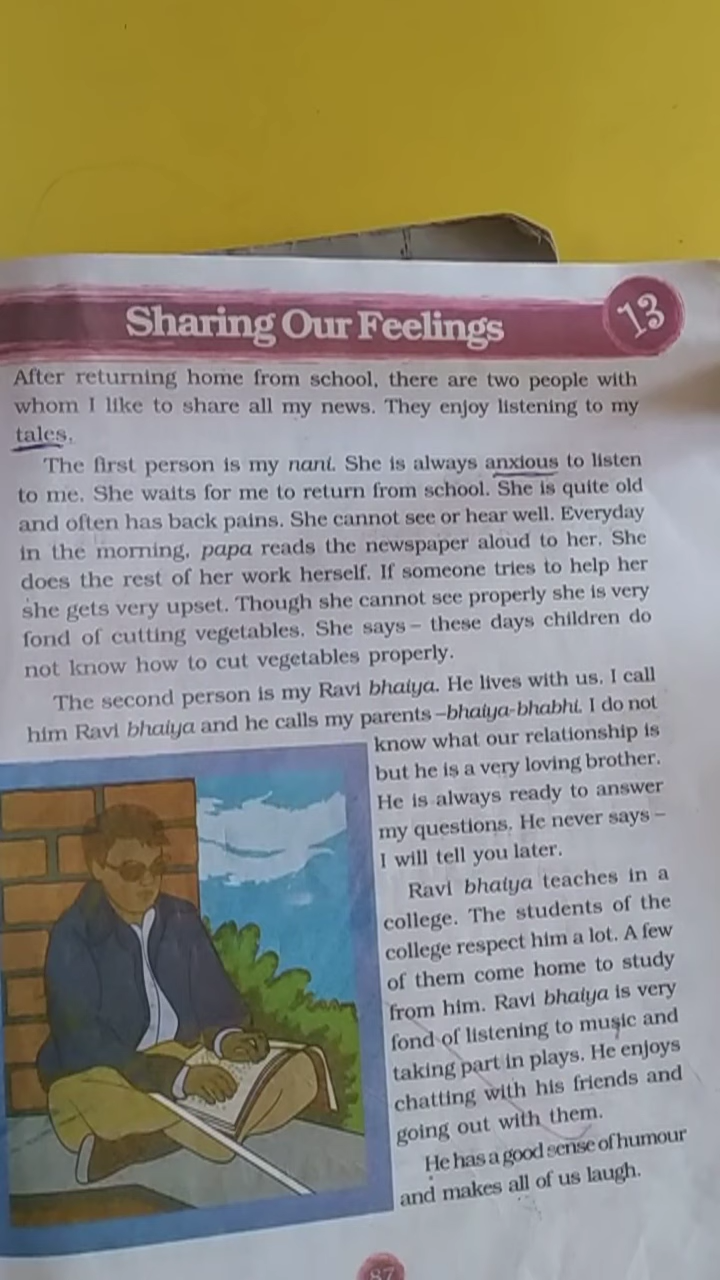 Sharing Our Feelings
13
After returning home from school, there are two people with
whom I like to share all my news. They enjoy listening to my
tales.
The first person is my nani. She is always anxious to listen
to me. She waits for me to return from school. She is quite old
and often has back pains. She cannot see or hear well. Everyday
in the morning, papa reads the newspaper aloud to her. She
does the rest of her work herself. If someone tries to help her
she gets very upset. Though she cannot see properly she is very
fond of cutting vegetables. She says – these days children do
not know how to cut vegetables properly.
The second person is my Ravi bhaiya. He lives with us. I call
him Ravi bhaiya and he calls my parents –bhaiya-bhabhi. I do not
know what our relationship is
but he is a very loving brother.
He is always ready to answer
my questions. He never says –
I will tell you later.
Ravi bhaiya teaches in a
college. The students of the
college respect him a lot. A few
of them come home to study
from him. Ravi bhaiya is very
fond of listening to music and
taking part in plays. He enjoys
chatting with his friends and
going out with them.
He has a good sense of humour
and makes all of us laugh.
87